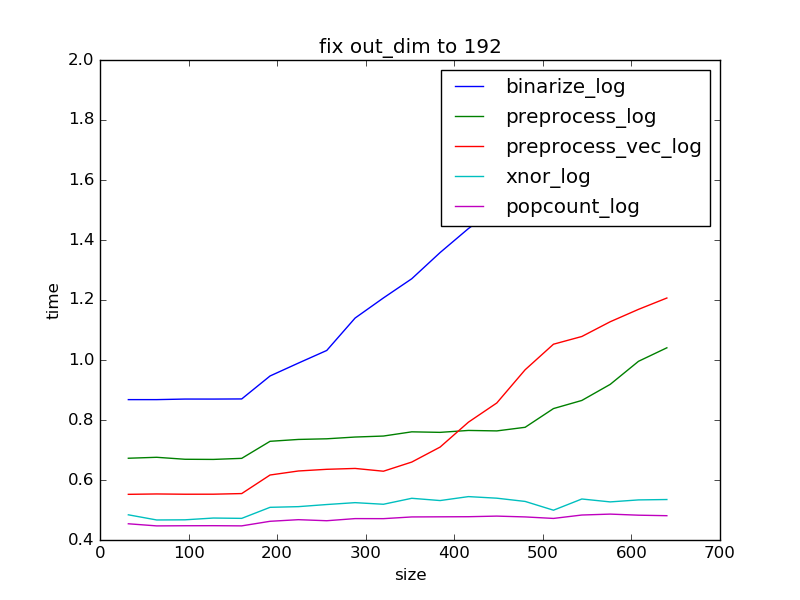 fix out_dim to 192
2.0
1.8
1.6
1.4
1.2
1.0
0.8
0.6
0.4
time
binarize_log
preprocess_log
preprocess_vec_log
xnor_log
popcount_log
0 100 200 300 400 500 600 700
size